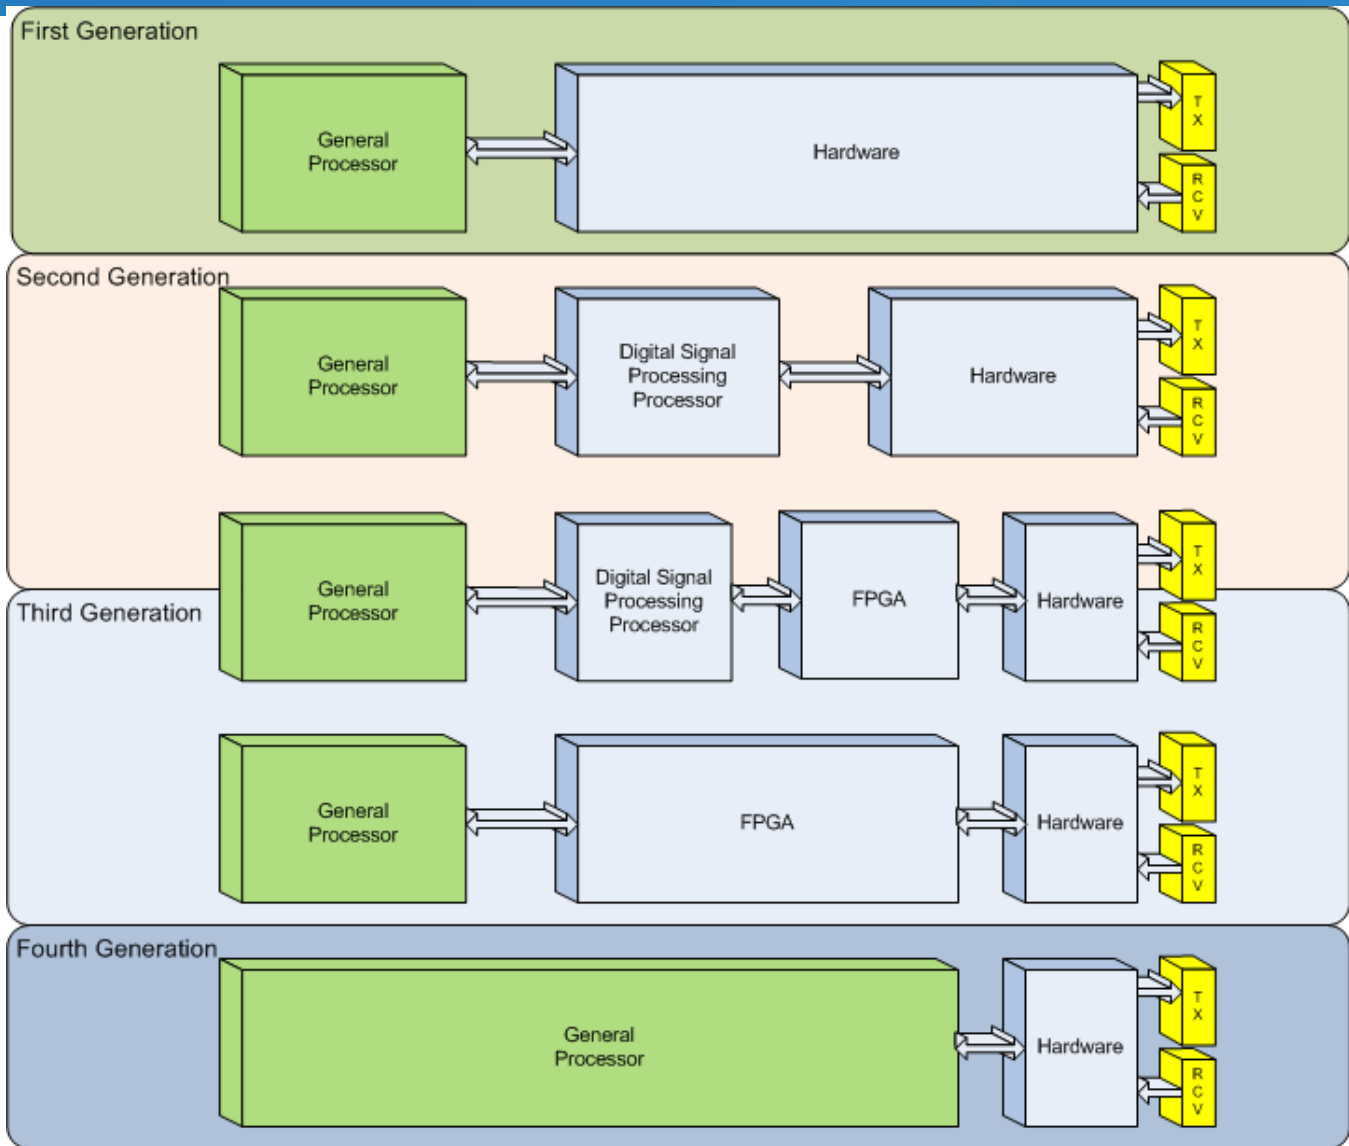 First Generation
General
Processor
Hardware
T
X
R
C
V
Second Generation
General
Processor
Digital Signal
Processing
Processor
Hardware
T
X
R
C
V
General
Processor
Digital Signal
Processing
Processor
FPGA
Hardware
T
X
R
C
V
Third Generation
General
Processor
FPGA
Hardware
T
X
R
C
V
Fourth Generation
General
Processor
Hardware
T
X
R
C
V